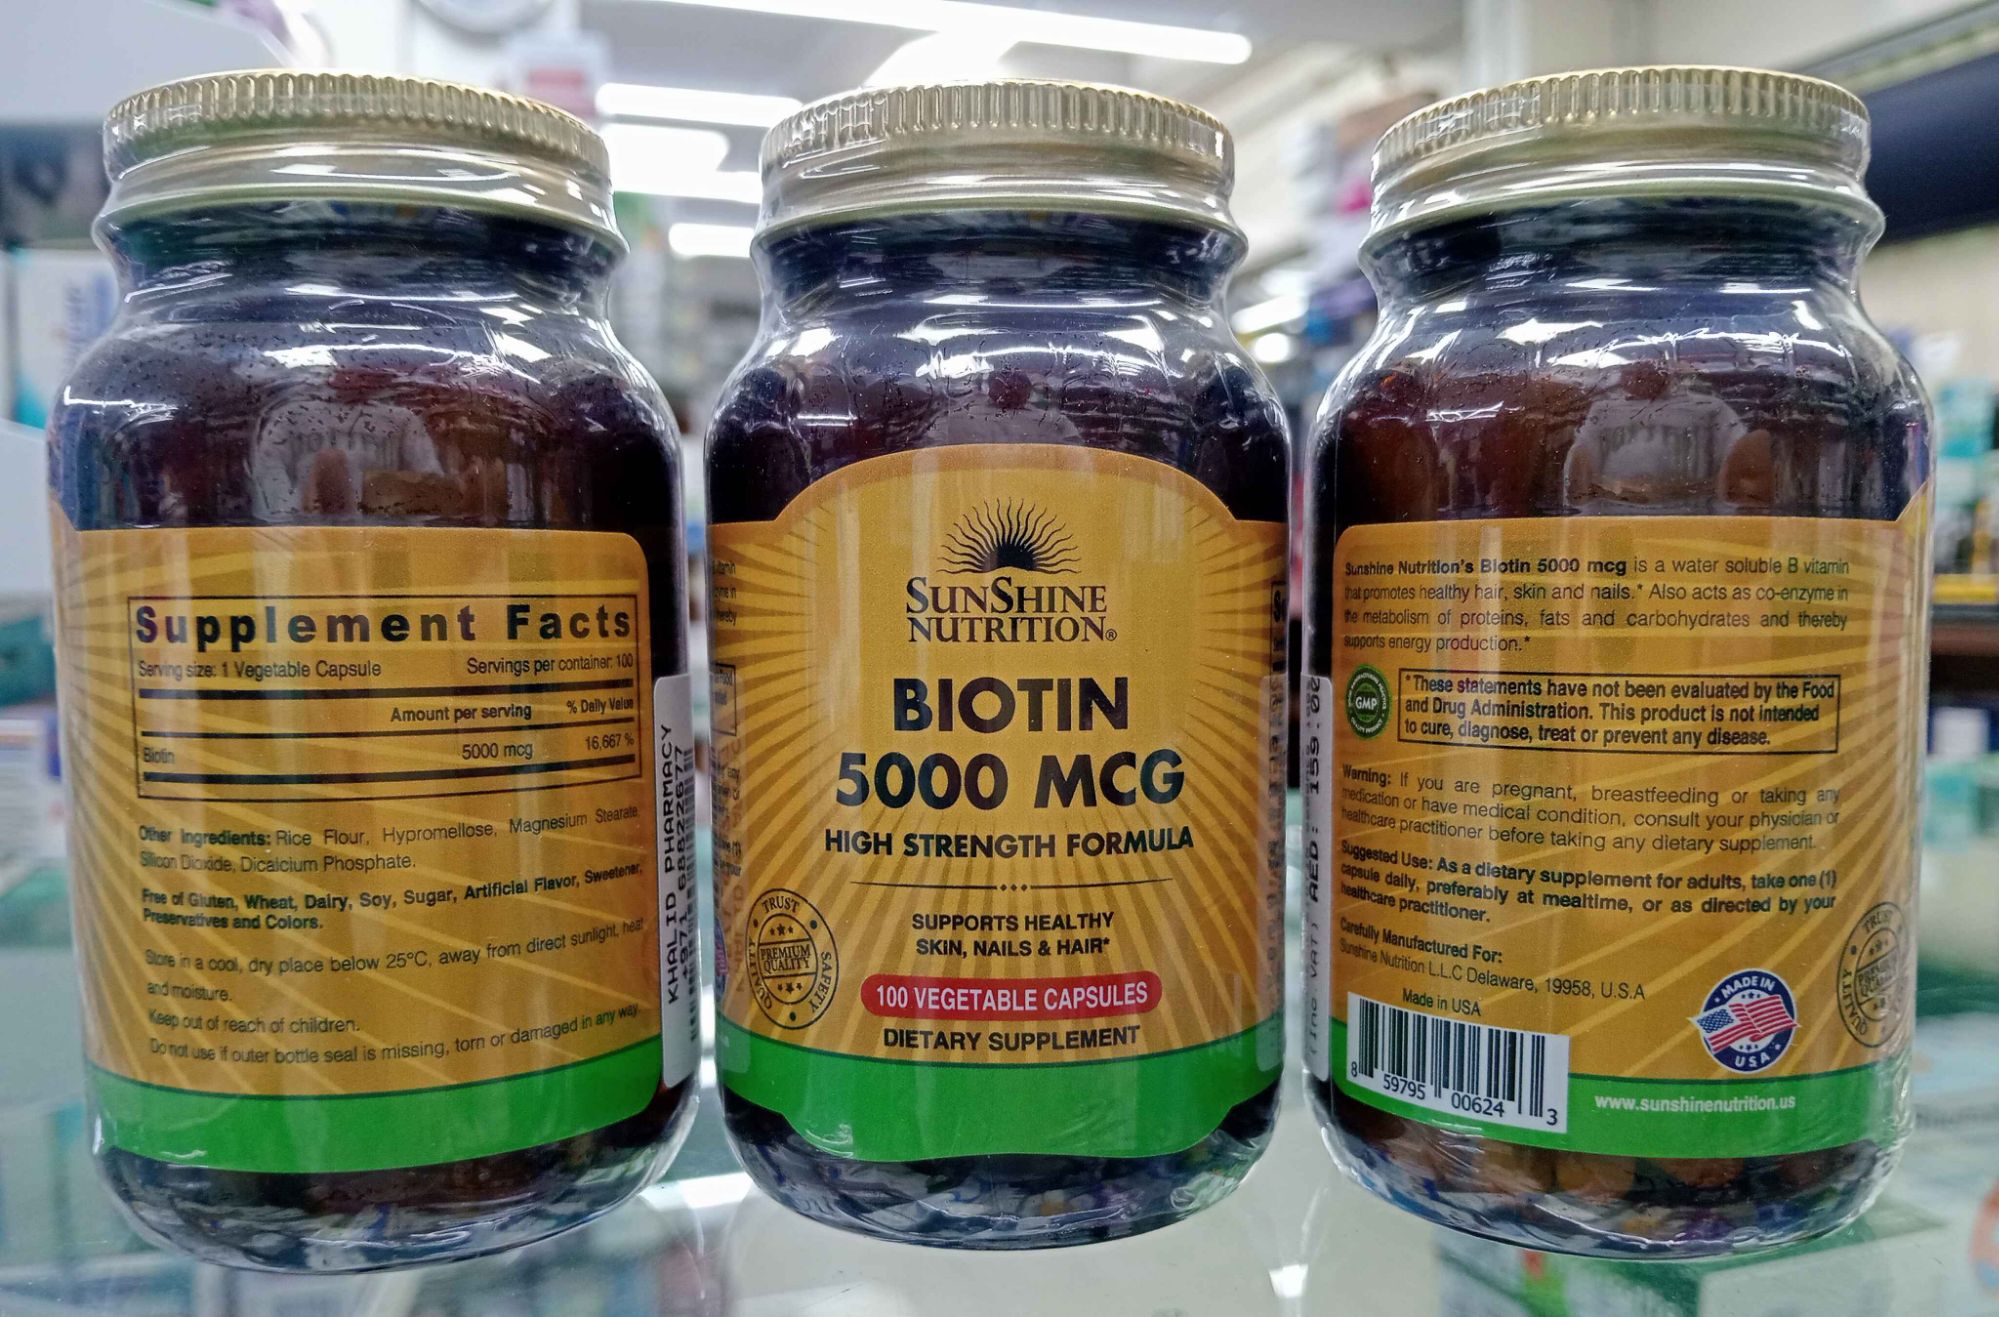 Supplement Facts
Serving size: 1 Vegetable Capsule Servings per container: 100
Amount per serving % Daily Value
Biotin 5000 mcg 16,667 %
Other Ingredients: Rice Flour, Hypromellose, Magnesium Stearate,
Silicon Dioxide, Dicalcium Phosphate.
Free of Gluten, Wheat, Dairy, Soy, Sugar, Artificial Flavor, Sweetener,
Preservatives and Colors.
Store in a cool, dry place below 25°C, away from direct sunlight, heat
and moisture.
Keep out of reach of children.
Do not use if outer bottle seal is missing, torn or damaged in any way.
KHALID PHARMACY
SUNSHINE
NUTRITION®
BIOTIN
5000 MCG
HIGH STRENGTH FORMULA
SUPPORTS HEALTHY
SKIN, NAILS & HAIR*
100 VEGETABLE CAPSULES
DIETARY SUPPLEMENT
TRUST
PREMIUM
QUALITY
QUALITY
SAFETY
AED: 159.00
(Inc VAT)
Sunshine Nutrition's Biotin 5000 mcg is a water soluble B vitamin
that promotes healthy hair, skin and nails.* Also acts as co-enzyme in
the metabolism of proteins, fats and carbohydrates and thereby
supports energy production.*
GMP
*These statements have not been evaluated by the Food
and Drug Administration. This product is not intended
to cure, diagnose, treat or prevent any disease.
Warning: If you are pregnant, breastfeeding or taking any
medication or have medical condition, consult your physician or
healthcare practitioner before taking any dietary supplement.
Suggested Use: As a dietary supplement for adults, take one (1)
capsule daily, preferably at mealtime, or as directed by your
healthcare practitioner.
Carefully Manufactured For:
Sunshine Nutrition L.L.C Delaware, 19958, U.S.A
Made in USA
8 59795 00624 3
MADE IN
USA
TRUST
QUALITY
www.sunshinenutrition.us